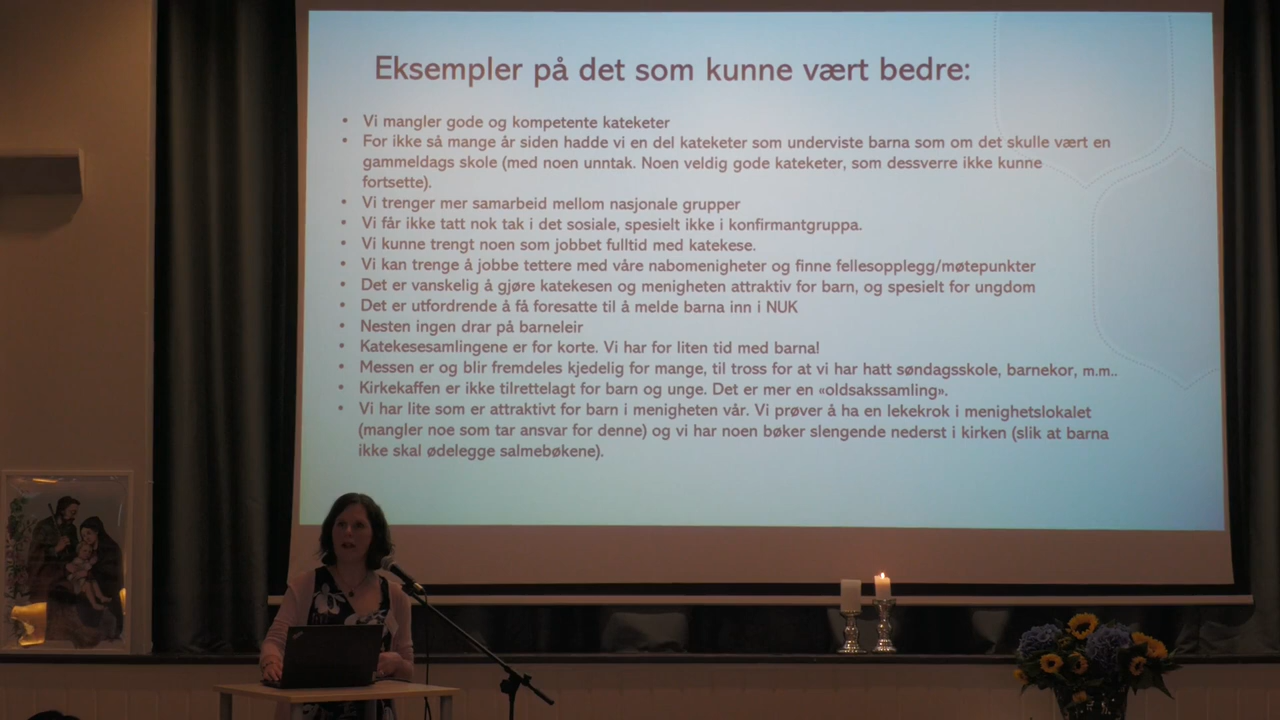 Eksempler på det som kunne vært bedre:
• Vi mangler gode og kompetente kateketer
• For ikke så mange år siden hadde vi en del kateketer som underviste barna som om det skulle vært en
gammeldags skole (med noen unntak. Noen veldig gode kateketer, som dessverre ikke kunne
fortsette).
• Vi trenger mer samarbeid mellom nasjonale grupper
• Vi får ikke tatt nok tak i det sosiale, spesielt ikke i konfirmantgruppa.
• Vi kunne trengt noen som jobbet fulltid med katekese.
• Vi kan trenge å jobbe tettere med våre nabomenigheter og finne fellesopplegg/møtepunkter
• Det er vanskelig å gjøre katekesen og menigheten attraktiv for barn, og spesielt for ungdom
• Det er utfordrende å få foresatte til å melde barna inn i NUK
• Nesten ingen drar på barneleir
• Katekesesamlingene er for korte. Vi har for liten tid med barna!
• Messen er og blir fremdeles kjedelig for mange, til tross for at vi har hatt søndagsskole, barnekor, m.m..
• Kirkekaffen er ikke tilrettelagt for barn og unge. Det er mer en «oldsakssamling».
• Vi har lite som er attraktivt for barn i menigheten vår. Vi prøver å ha en lekekrok i menighetslokalet
(mangler noe som tar ansvar for denne) og vi har noen bøker slengende nederst i kirken (slik at barna
ikke skal ødelegge salmebøkene).